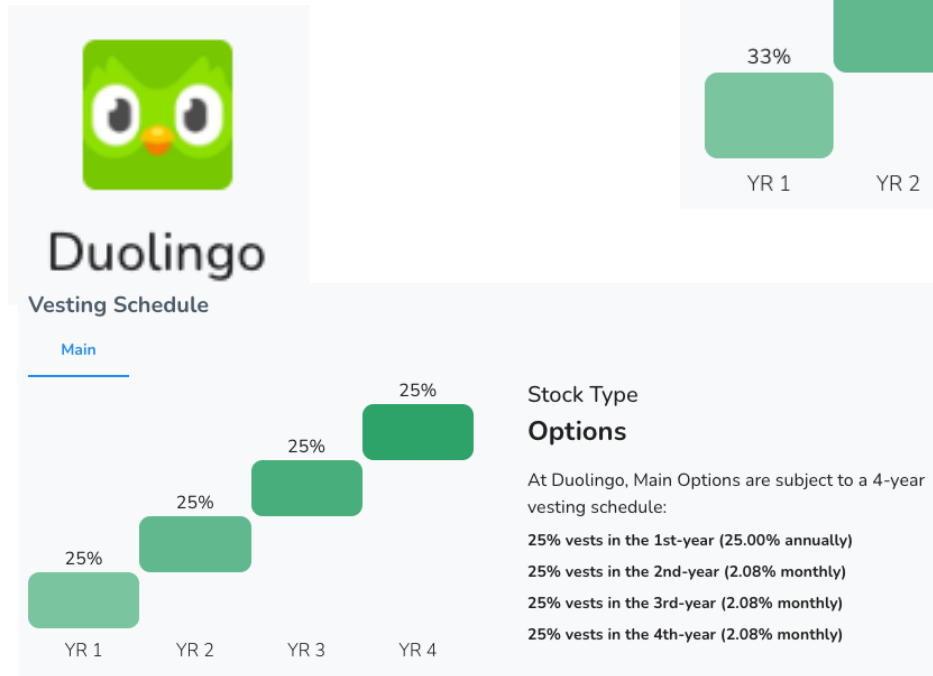 33%
YR 1
YR 2
Duolingo
Vesting Schedule
Main
25%
25%
25%
25%
YR 1
YR 2
YR 3
YR 4
Stock Type
Options
At Duolingo, Main Options are subject to a 4-year
vesting schedule:
25% vests in the 1st-year (25.00% annually)
25% vests in the 2nd-year (2.08% monthly)
25% vests in the 3rd-year (2.08% monthly)
25% vests in the 4th-year (2.08% monthly)